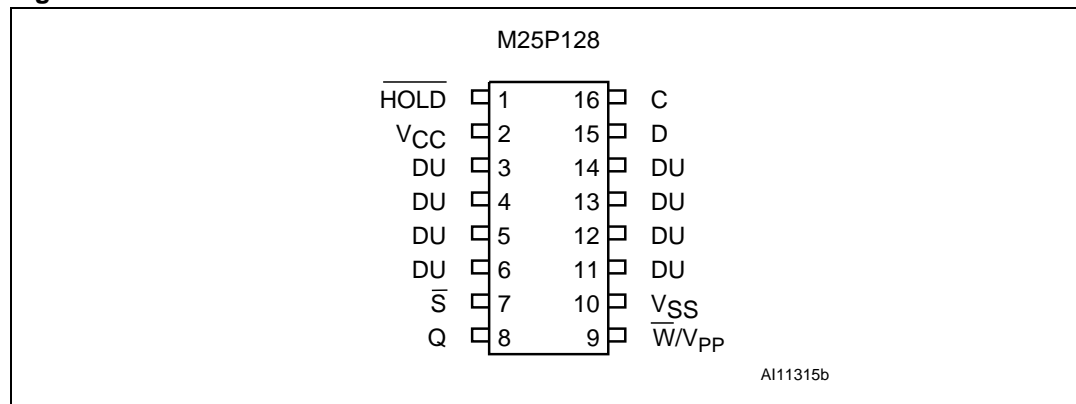 M25P128
HOLD 1 16 C
VCC 2 15 D
DU 3 14 DU
DU 4 13 DU
DU 5 12 DU
DU 6 11 DU
S 7 10 VSS
Q 8 9 W/VPP
AI11315b